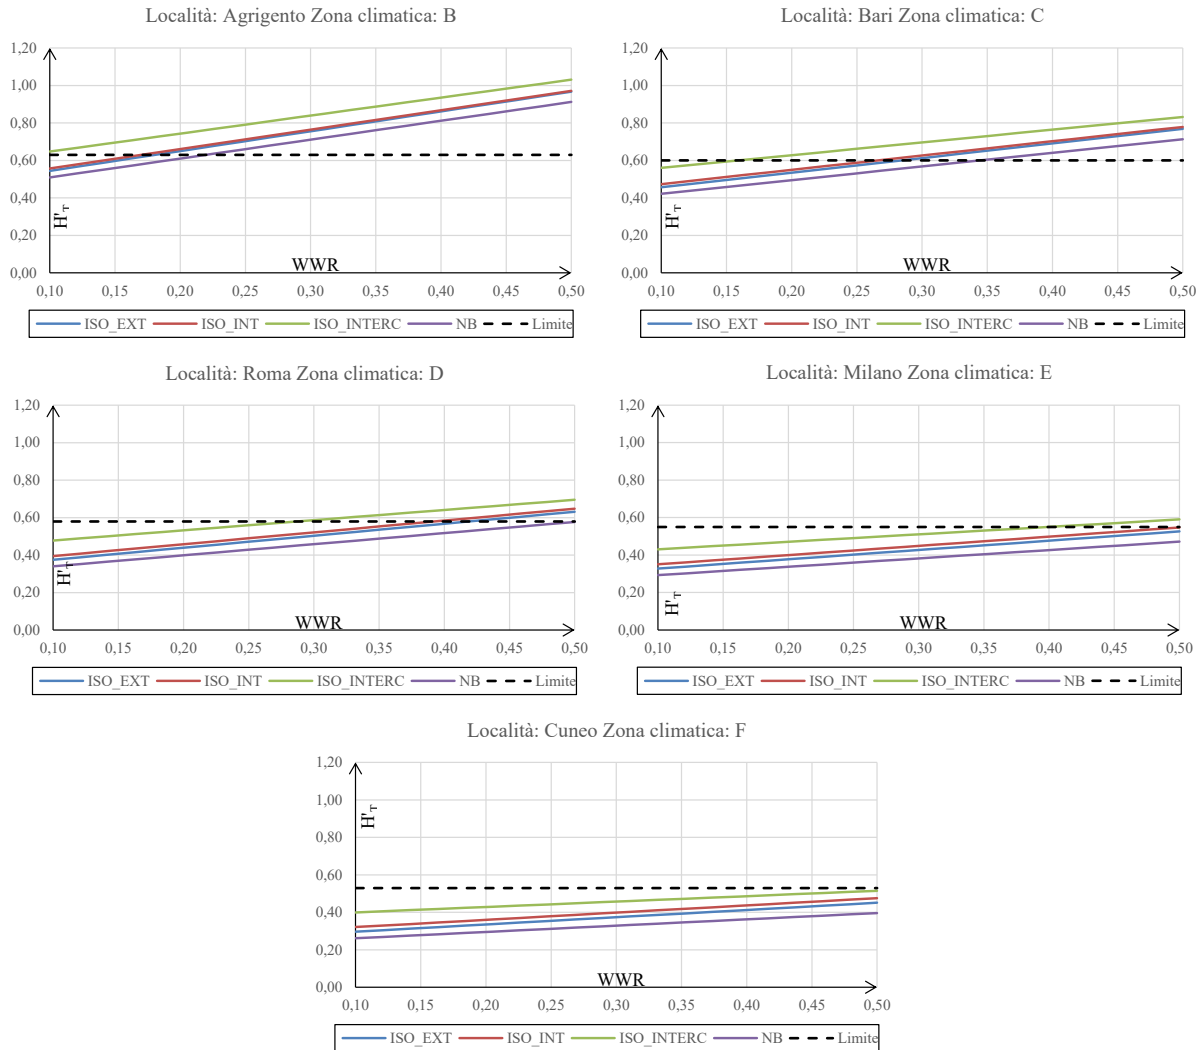 Località: Agrigento Zona climatica: B
1,20
1,00
0,80
0,60
0,40
0,20
0,00
H'T
WWR
0,10 0,15 0,20 0,25 0,30 0,35 0,40 0,45 0,50
ISO_EXT ISO_INT ISO_INTERC NB Limite
Località: Bari Zona climatica: C
1,20
1,00
0,80
0,60
0,40
0,20
0,00
H'T
WWR
0,10 0,15 0,20 0,25 0,30 0,35 0,40 0,45 0,50
ISO_EXT ISO_INT ISO_INTERC NB Limite
Località: Roma Zona climatica: D
1,20
1,00
0,80
0,60
0,40
0,20
0,00
H'T
WWR
0,10 0,15 0,20 0,25 0,30 0,35 0,40 0,45 0,50
ISO_EXT ISO_INT ISO_INTERC NB Limite
Località: Milano Zona climatica: E
1,20
1,00
0,80
0,60
0,40
0,20
0,00
H'T
WWR
0,10 0,15 0,20 0,25 0,30 0,35 0,40 0,45 0,50
ISO_EXT ISO_INT ISO_INTERC NB Limite
Località: Cuneo Zona climatica: F
1,20
1,00
0,80
0,60
0,40
0,20
0,00
H'T
WWR
0,10 0,15 0,20 0,25 0,30 0,35 0,40 0,45 0,50
ISO_EXT ISO_INT ISO_INTERC NB Limite